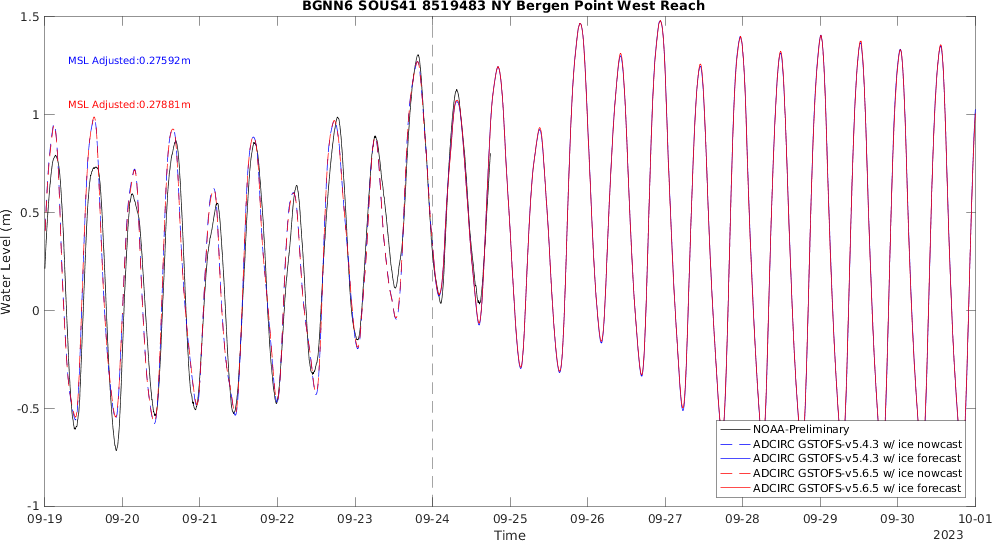 BGNN6 SOUS41 8519483 NY Bergen Point West Reach
1.5
MSL Adjusted:0.27592m
MSL Adjusted:0.27881m
1
0.5
0
-0.5
-1
Water Level (m)
NOAA-Preliminary
ADCIRC GSTOFS-v5.4.3 w/ ice nowcast
ADCIRC GSTOFS-v5.4.3 w/ ice forecast
ADCIRC GSTOFS-v5.6.5 w/ ice nowcast
ADCIRC GSTOFS-v5.6.5 w/ ice forecast
09-19 09-20 09-21 09-22 09-23 09-24 09-25 09-26 09-27 09-28 09-29 09-30 10-01
Time
2023